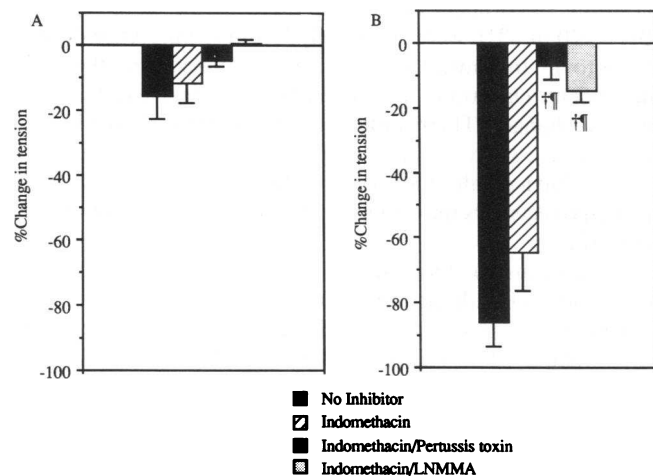 A
B
0
-20
-40
-60
-80
-100
%Change in tension
0
-20
-40
-60
-80
-100
%Change in tension
†¶
†¶
No Inhibitor
Indomethacin
Indomethacin/Pertussis toxin
Indomethacin/LNMMA